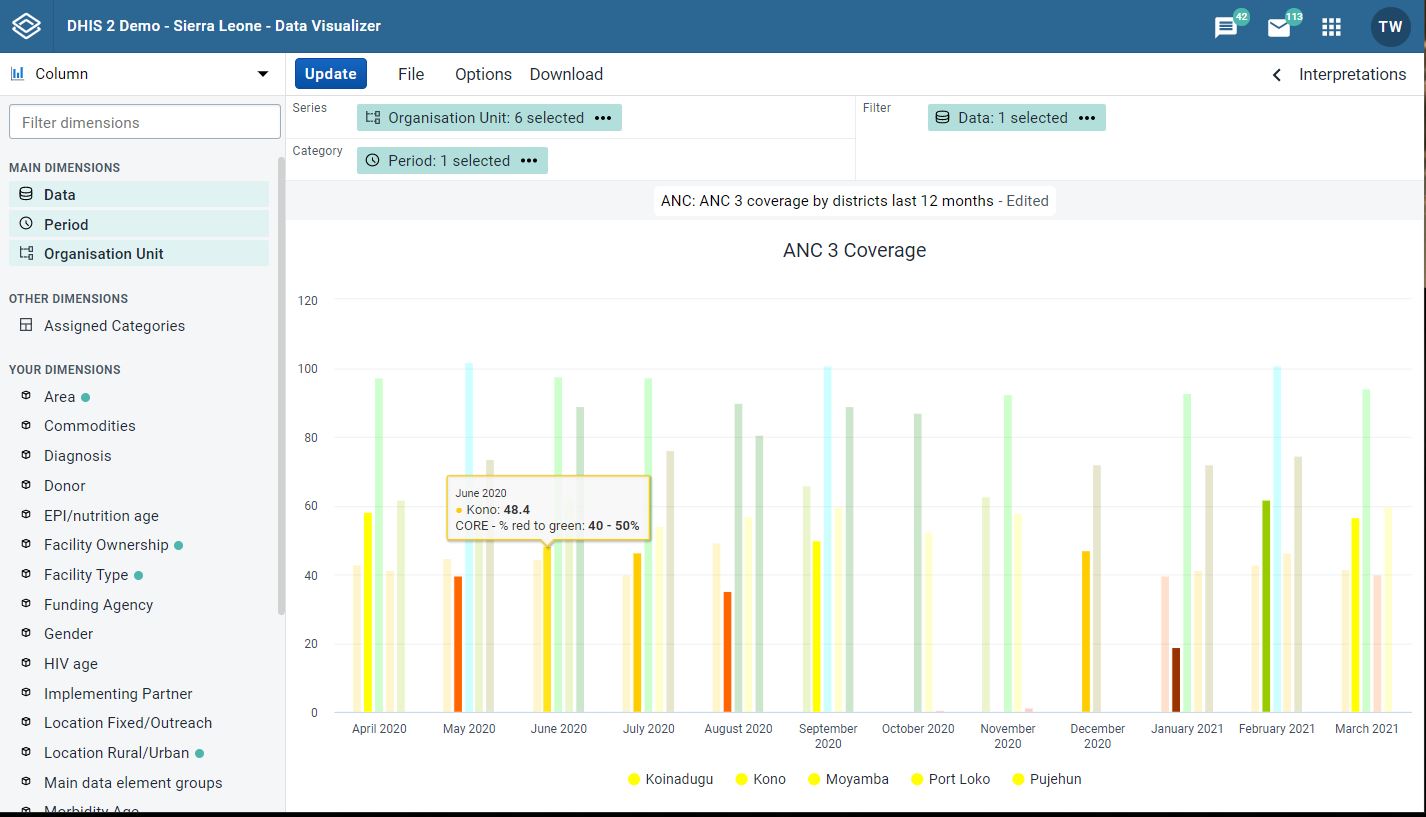 DHIS 2 Demo - Sierra Leone - Data Visualizer
42
113
TW
Column
Update
File
Options
Download
Interpretations
Filter dimensions
MAIN DIMENSIONS
Data
Period
Organisation Unit
OTHER DIMENSIONS
Assigned Categories
YOUR DIMENSIONS
Area
Commodities
Diagnosis
Donor
EPI/nutrition age
Facility Ownership
Facility Type
Funding Agency
Gender
HIV age
Implementing Partner
Location Fixed/Outreach
Location Rural/Urban
Main data element groups
Morbidity Age
Series
Organisation Unit: 6 selected
Filter
Data: 1 selected
Category
Period: 1 selected
ANC: ANC 3 coverage by districts last 12 months - Edited
ANC 3 Coverage
120
100
80
60
40
20
0
June 2020
Kono: 48.4
CORE - % red to green: 40 - 50%
April 2020
May 2020
June 2020
July 2020
August 2020
September
2020
October 2020
November
2020
December
2020
January 2021
February 2021
March 2021
Koinadugu
Kono
Moyamba
Port Loko
Pujehun